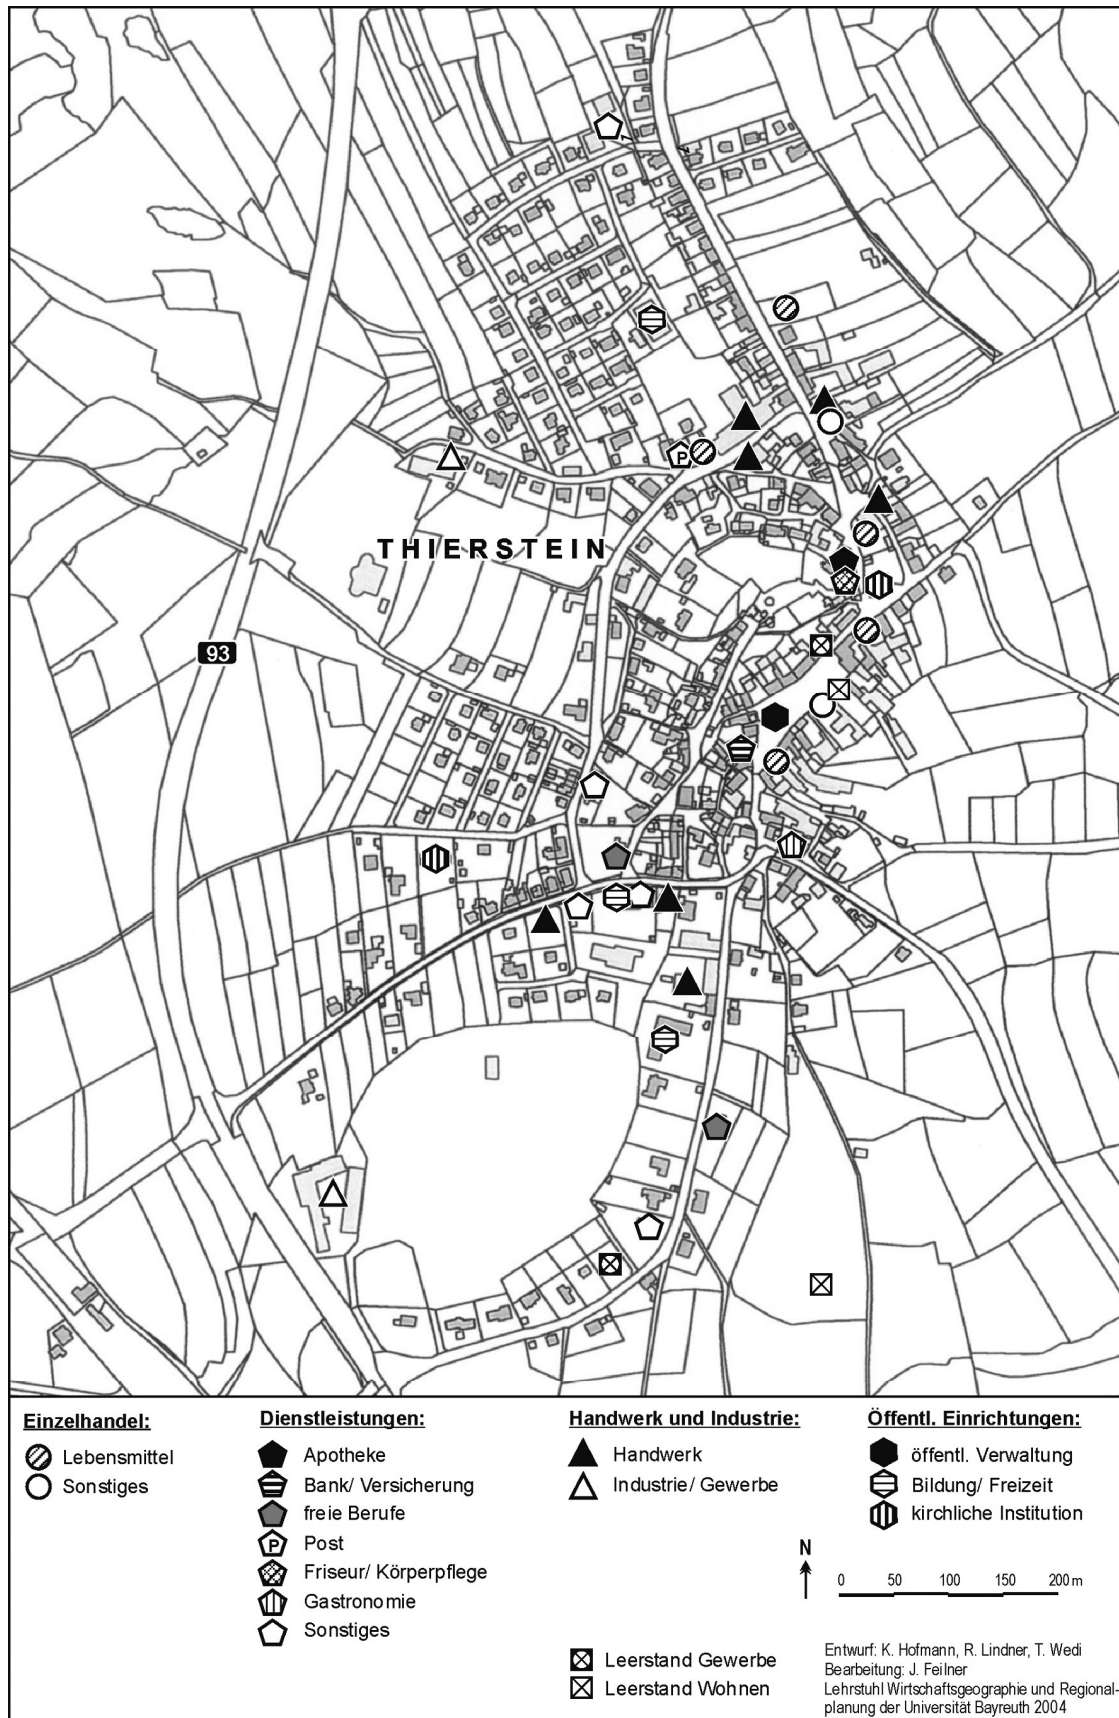 THIERSTEIN
P
93
Einzelhandel:
Lebensmittel
Sonstiges
Dienstleistungen:
Apotheke
Bank/ Versicherung
freie Berufe
P Post
Friseur/ Körperpflege
Gastronomie
Sonstiges
Handwerk und Industrie:
Handwerk
Industrie/ Gewerbe
Öffentl. Einrichtungen:
öffentl. Verwaltung
Bildung/ Freizeit
kirchliche Institution
N
0 50 100 150 200 m
Leerstand Gewerbe
Leerstand Wohnen
Entwurf: K. Hofmann, R. Lindner, T. Wedi
Bearbeitung: J. Feilner
Lehrstuhl Wirtschaftsgeographie und Regional-
planung der Universität Bayreuth 2004